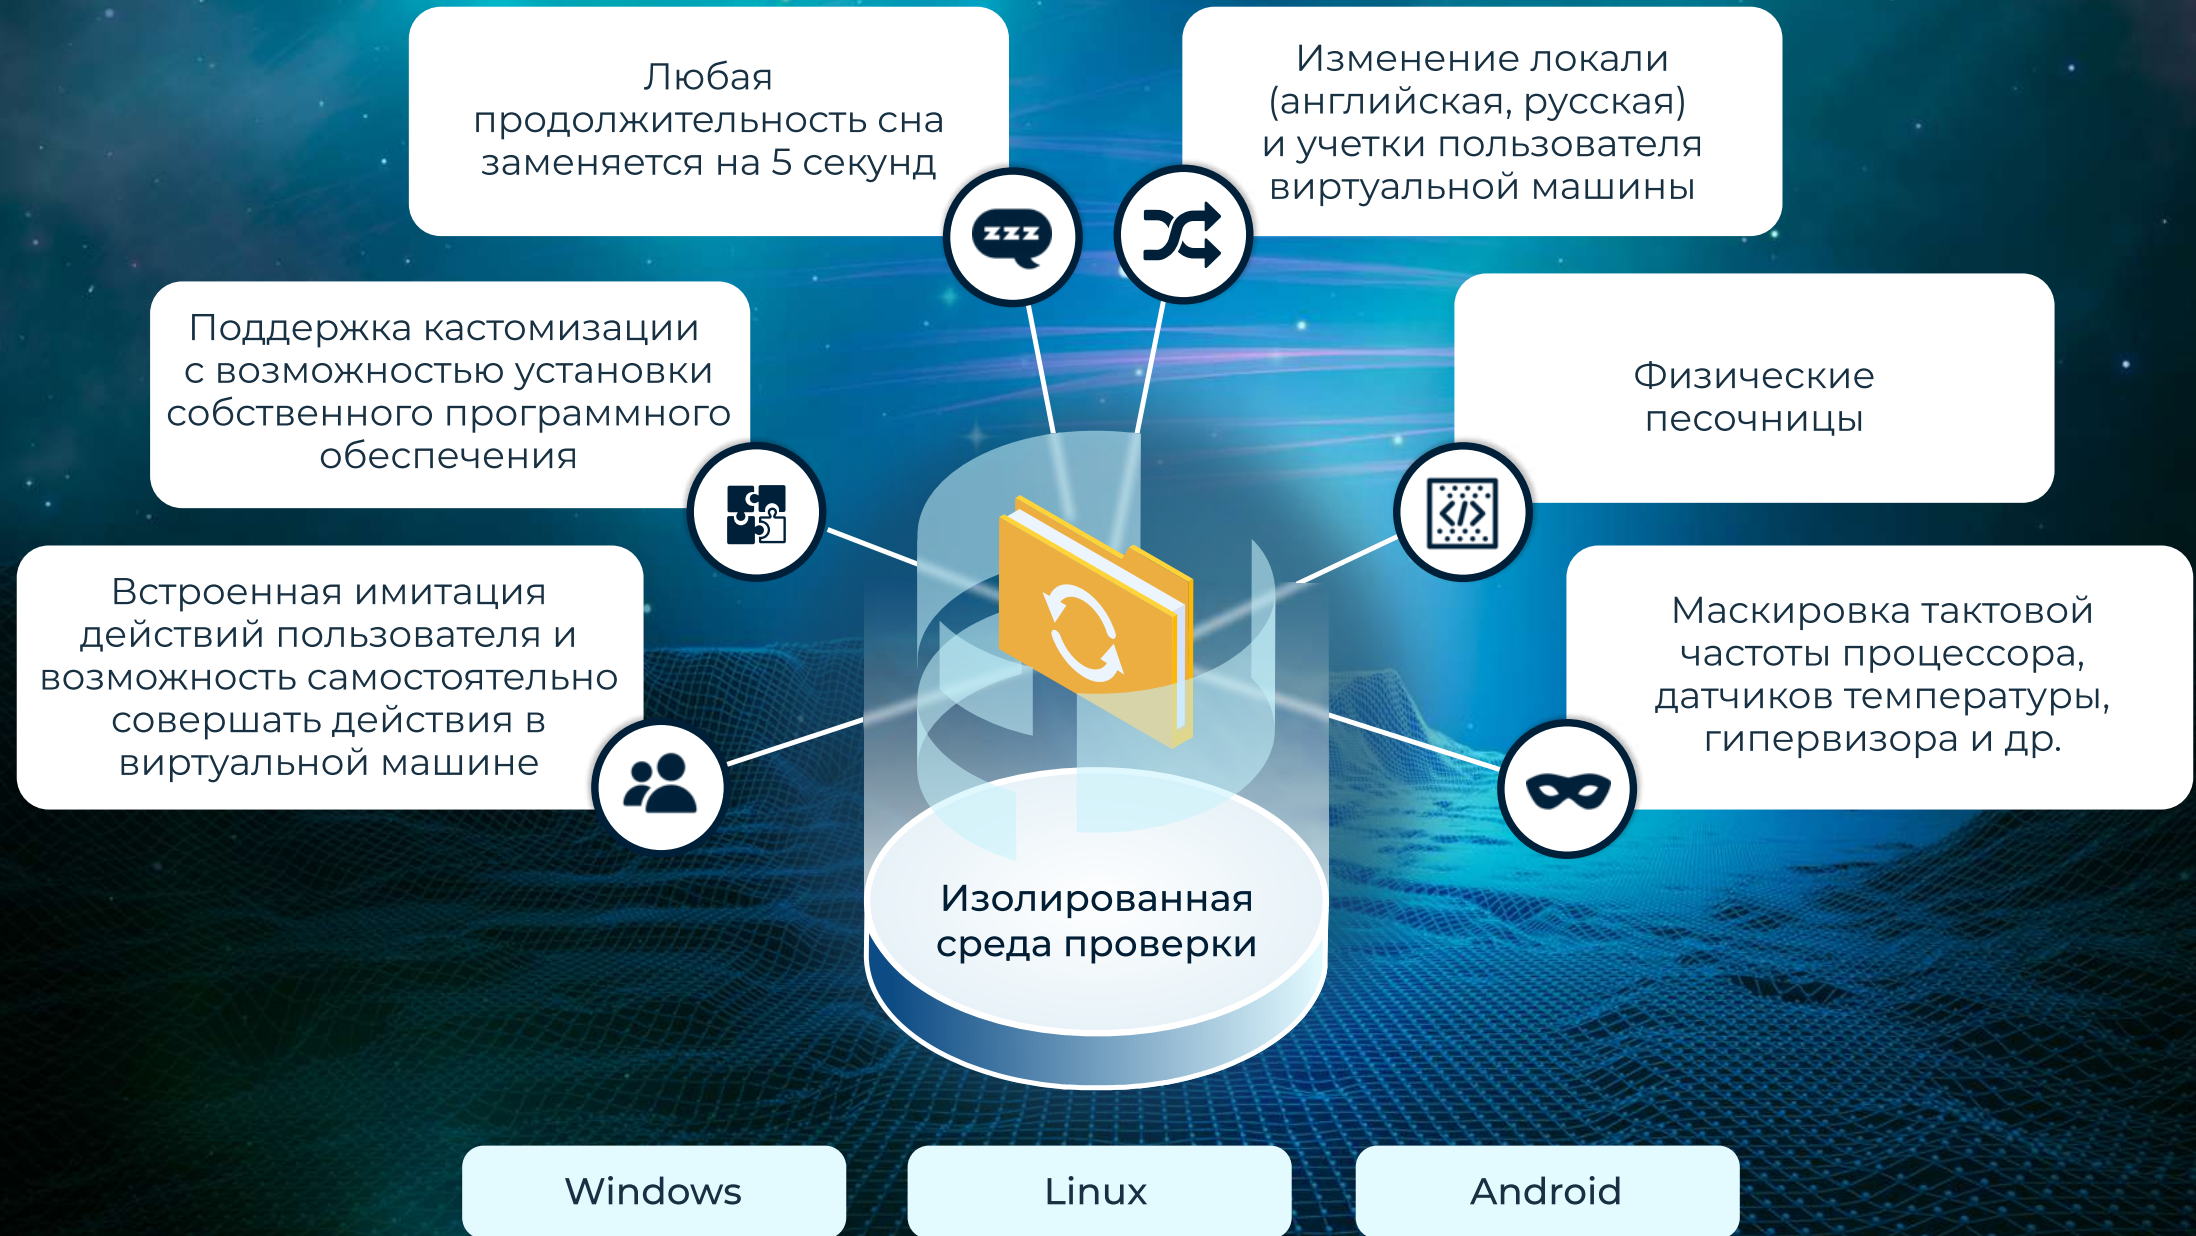 Любая
продолжительность сна
заменяется на 5 секунд
Изменение локали
(английская, русская)
и учетки пользователя
виртуальной машины
Поддержка кастомизации
с возможностью установки
собственного программного
обеспечения
Физические
песочницы
Встроенная имитация
действий пользователя и
возможность самостоятельно
совершать действия в
виртуальной машине
Маскировка тактовой
частоты процессора,
датчиков температуры,
гипервизора и др.
zzz
</>
Изолированная
среда проверки
Windows
Linux
Android